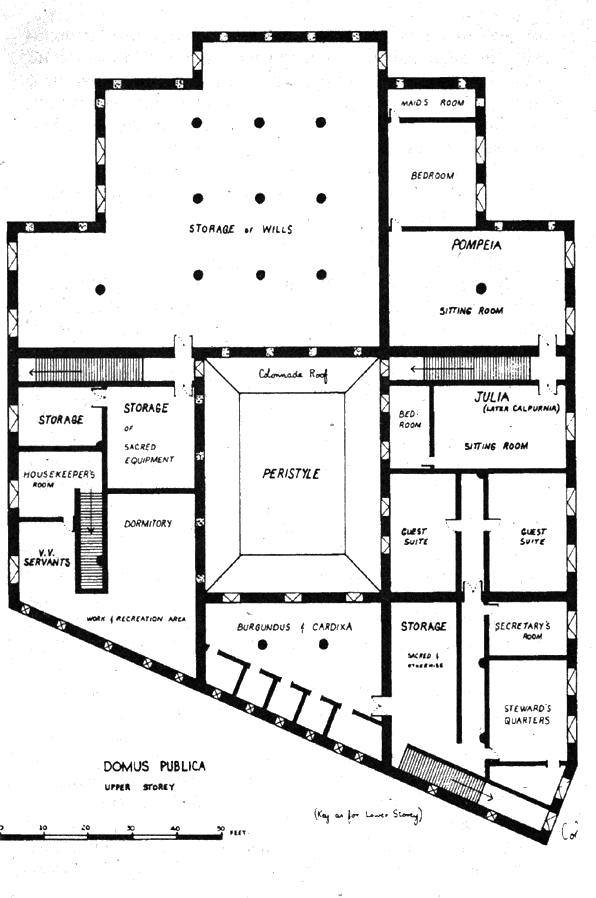 MAID'S ROOM
BEDROOM
STORAGE OF WILLS
POMPEIA
SITTING ROOM
Colonnade Roof
STORAGE
STORAGE
OF
SACRED
EQUIPMENT
PERISTYLE
BED-
ROOM
JULIA
(LATER CALPURNIA)
SITTING ROOM
HOUSEKEEPER'S
ROOM
DORMITORY
V.V.
SERVANTS
GUEST
SUITE
GUEST
SUITE
WORK & RECREATION AREA
BURGUNDUS & CARDIXA
STORAGE
SACRED &
OTHERWISE
SECRETARY'S
ROOM
STEWARD'S
QUARTERS
DOMUS PUBLICA
UPPER STOREY
(Key as for Lower Storey)
0 10 20 30 40 50 FEET